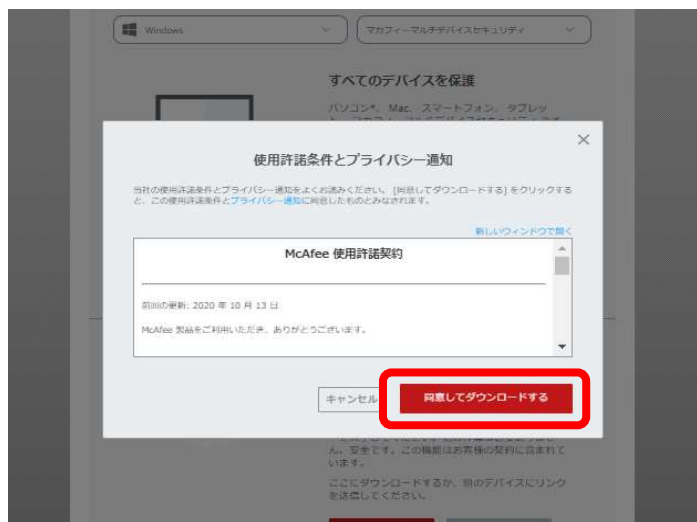 Windows
マカフィーマルチデバイスセキュリティ
すべてのデバイスを保護
パソコン*、Mac、スマートフォン、タブレッ
使用許諾条件とプライバシー通知
当社の使用許諾条件とプライバシー通知をよくお読みください。[同意してダウンロードする] をクリックする
と、この使用許諾条件とプライバシー通知に同意したものとみなされます。
新しいウィンドウで開く
McAfee 使用許諾契約
前回の更新: 2020 年 10 月 13 日
McAfee 製品をご利用いただき、ありがとうございます。
キャンセル
同意してダウンロードする
ん。安全です。この機能はお客様の契約に含まれて
います。
ここにダウンロードするか、別のデバイスにリンク
を送信してください。